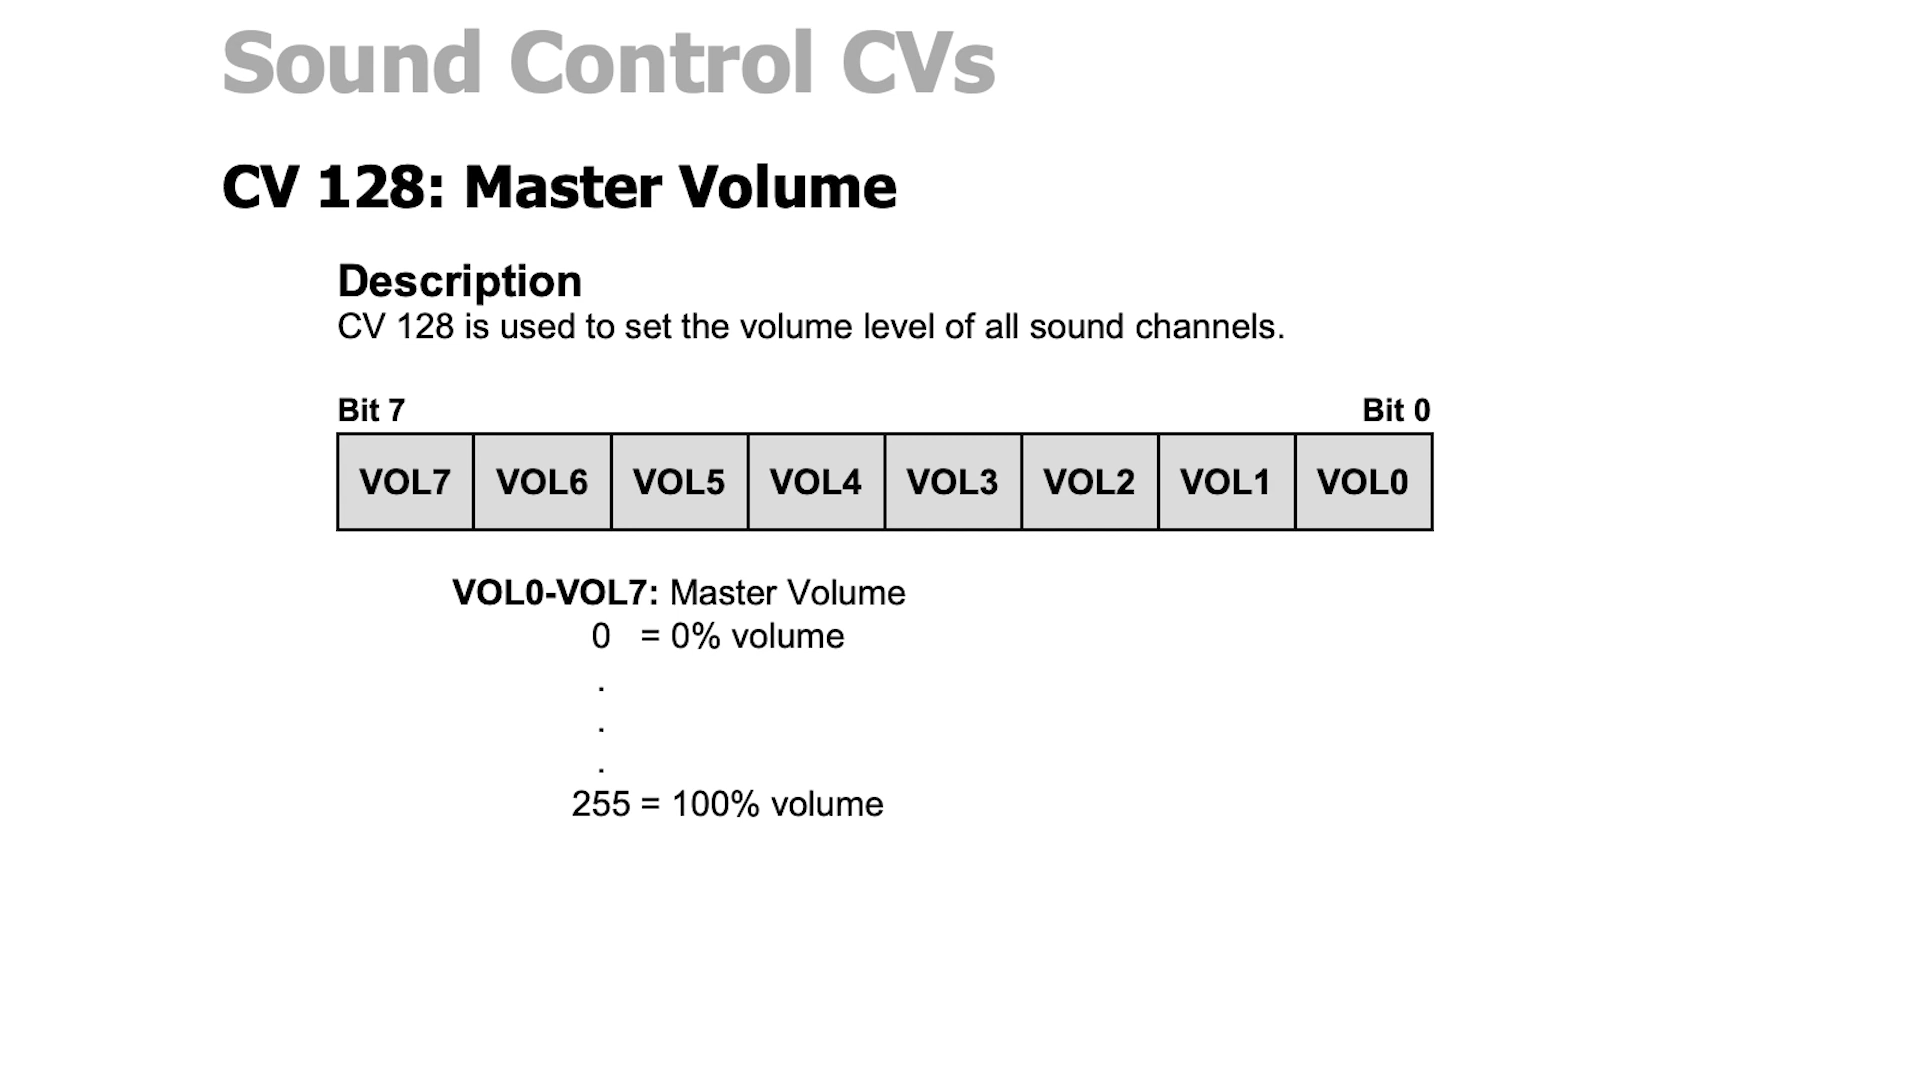 Sound Control CVs
CV 128: Master Volume
Description
CV 128 is used to set the volume level of all sound channels.
Bit 7 Bit 0
VOL7 VOL6 VOL5 VOL4 VOL3 VOL2 VOL1 VOL0
VOL0-VOL7: Master Volume
0 = 0% volume
.
.
.
255 = 100% volume